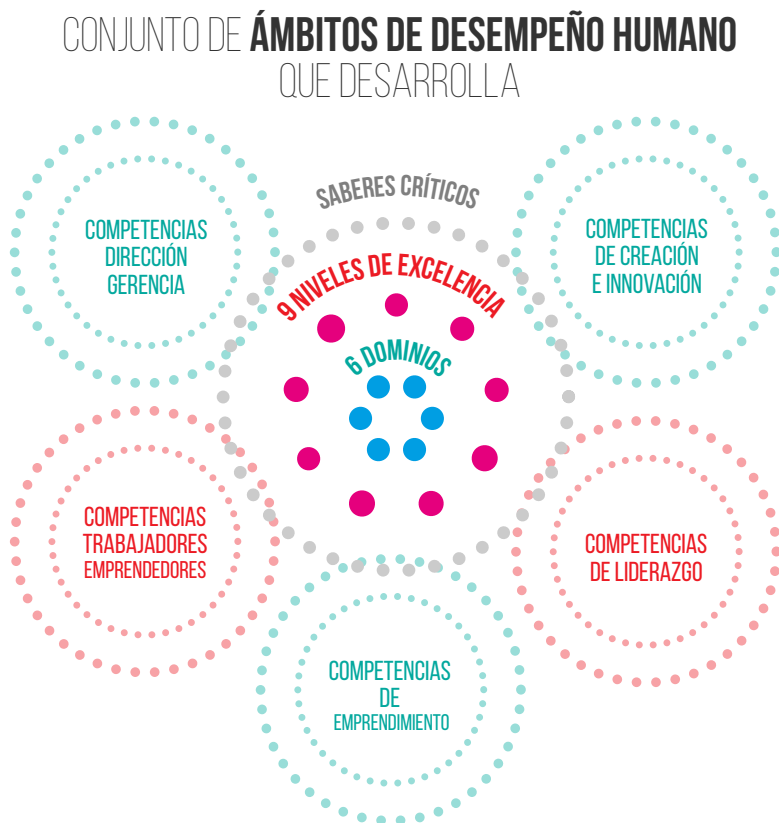 CONJUNTO DE ÁMBITOS DE DESEMPEÑO HUMANO
QUE DESARROLLA
SABERES CRÍTICOS
9 NIVELES DE EXCELENCIA
6 DOMINIOS
COMPETENCIAS
DIRECCIÓN
GERENCIA
COMPETENCIAS
DE CREACIÓN
E INNOVACIÓN
COMPETENCIAS
TRABAJADORES
EMPRENDEDORES
COMPETENCIAS
DE LIDERAZGO
COMPETENCIAS
DE
EMPRENDIMIENTO